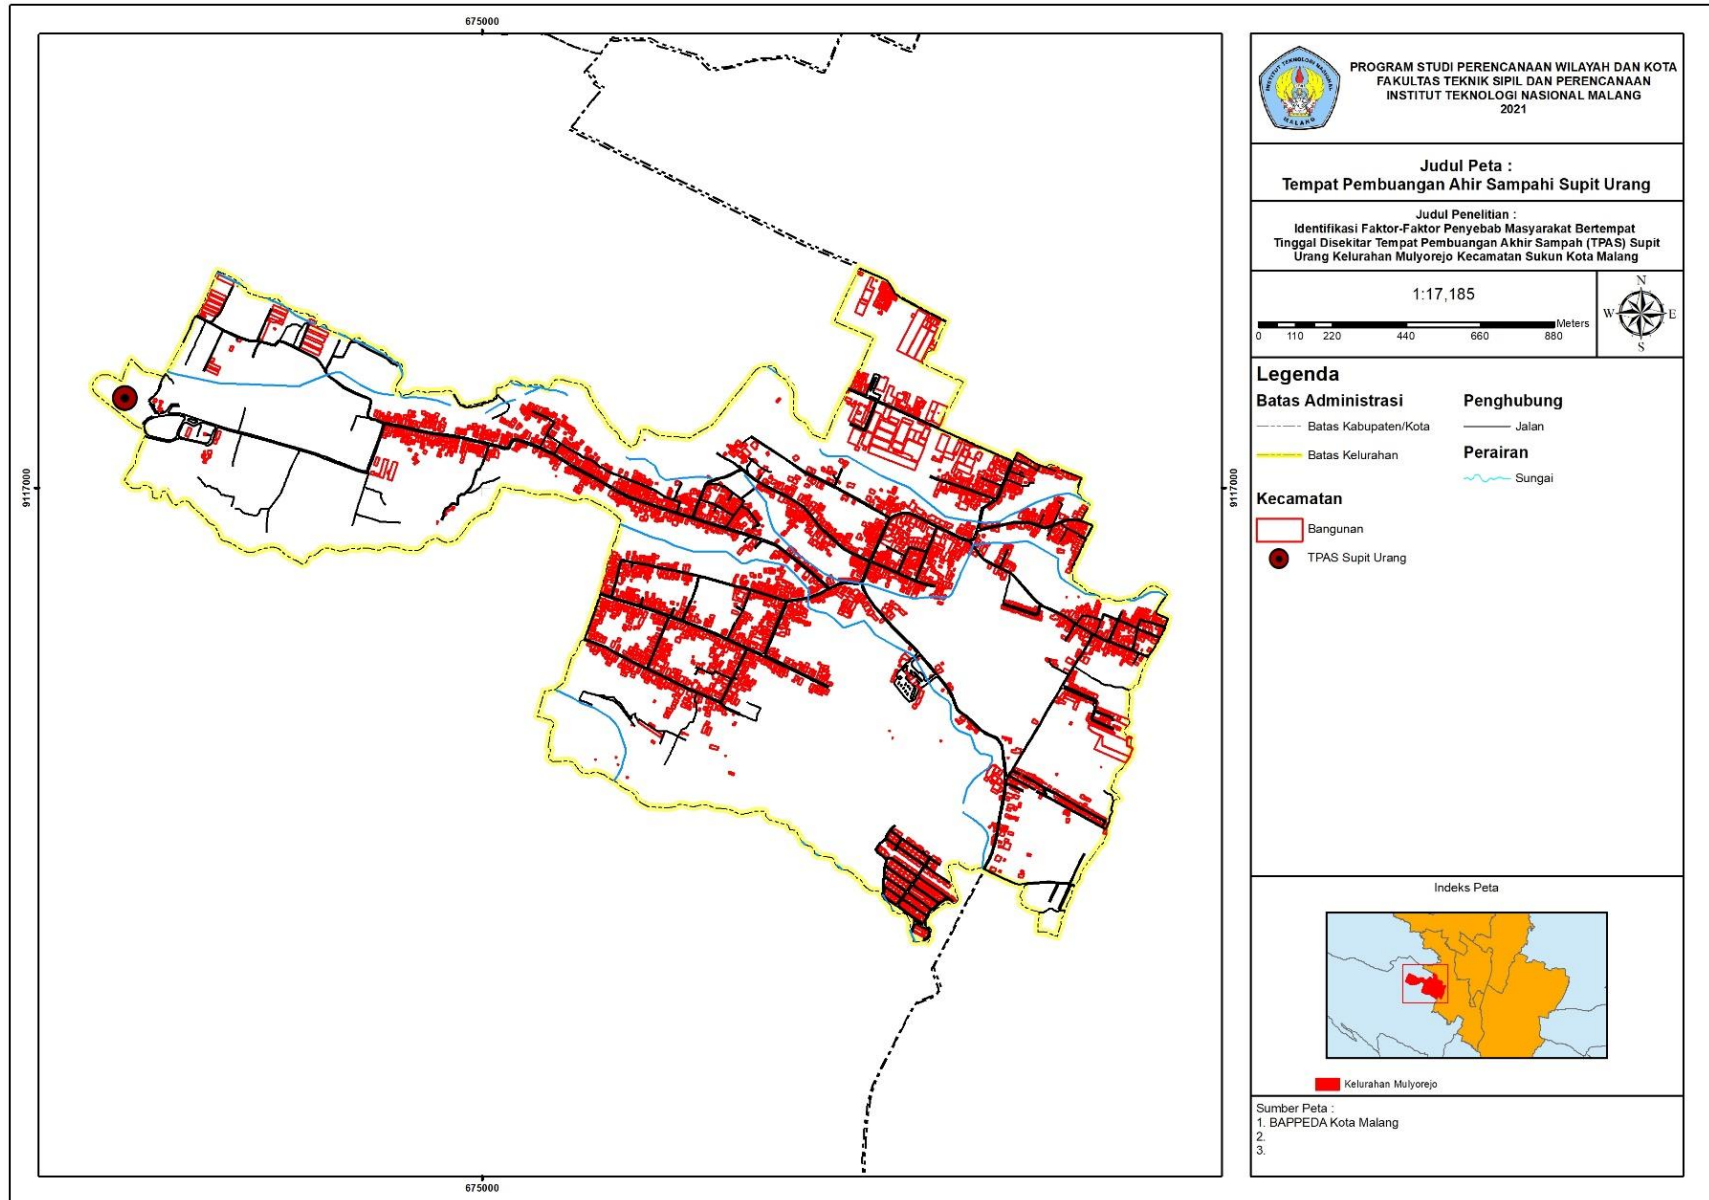 675000
9117000
9117000
675000
INSTITUT TEKNOLOGI NASIONAL
MALANG
PROGRAM STUDI PERENCANAAN WILAYAH DAN KOTA
FAKULTAS TEKNIK SIPIL DAN PERENCANAAN
INSTITUT TEKNOLOGI NASIONAL MALANG
2021
Judul Peta :
Tempat Pembuangan Ahir Sampahi Supit Urang
Judul Penelitian :
Identifikasi Faktor-Faktor Penyebab Masyarakat Bertempat
Tinggal Disekitar Tempat Pembuangan Akhir Sampah (TPAS) Supit
Urang Kelurahan Mulyorejo Kecamatan Sukun Kota Malang
1:17,185
Meters
0 110 220 440 660 880
N
W E
S
Legenda
Batas Administrasi
Batas Kabupaten/Kota
Batas Kelurahan
Kecamatan
Bangunan
TPAS Supit Urang
Penghubung
Jalan
Perairan
Sungai
Indeks Peta
Kelurahan Mulyorejo
Sumber Peta :
1. BAPPEDA Kota Malang
2.
3.